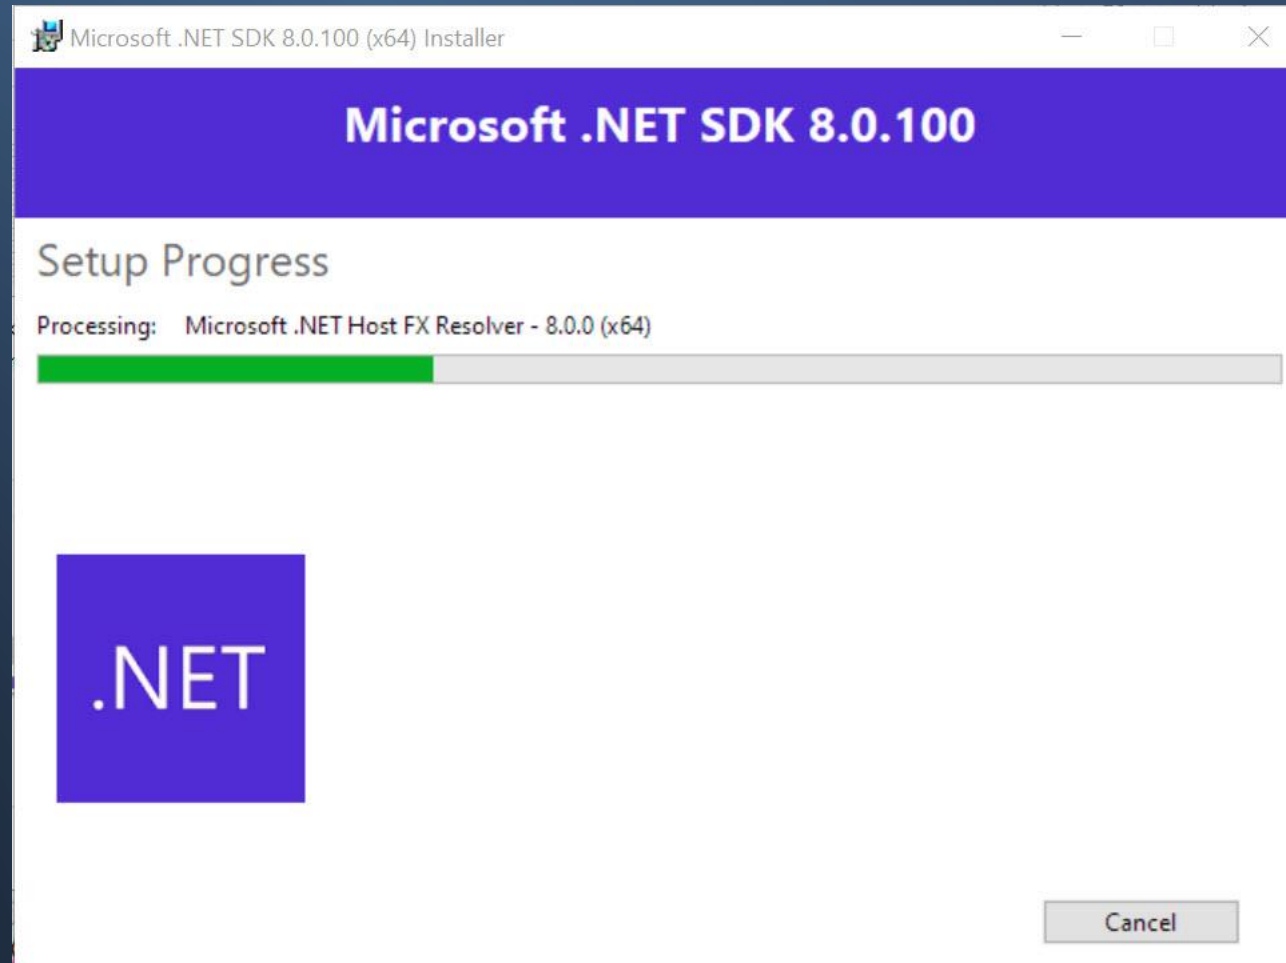 Microsoft .NET SDK 8.0.100 (x64) Installer
Microsoft .NET SDK 8.0.100
Setup Progress
Processing: Microsoft .NET Host FX Resolver - 8.0.0 (x64)
.NET
Cancel